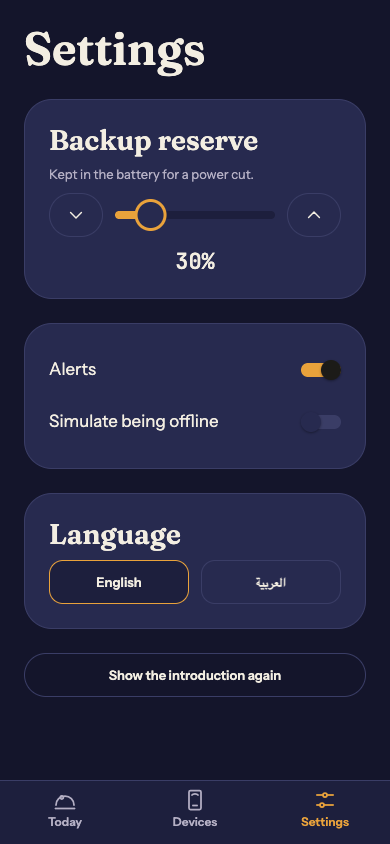 Settings
Backup reserve
Kept in the battery for a power cut.
30%
Alerts
Simulate being offline
Language
English
العربية
Show the introduction again
Today
Devices
Settings